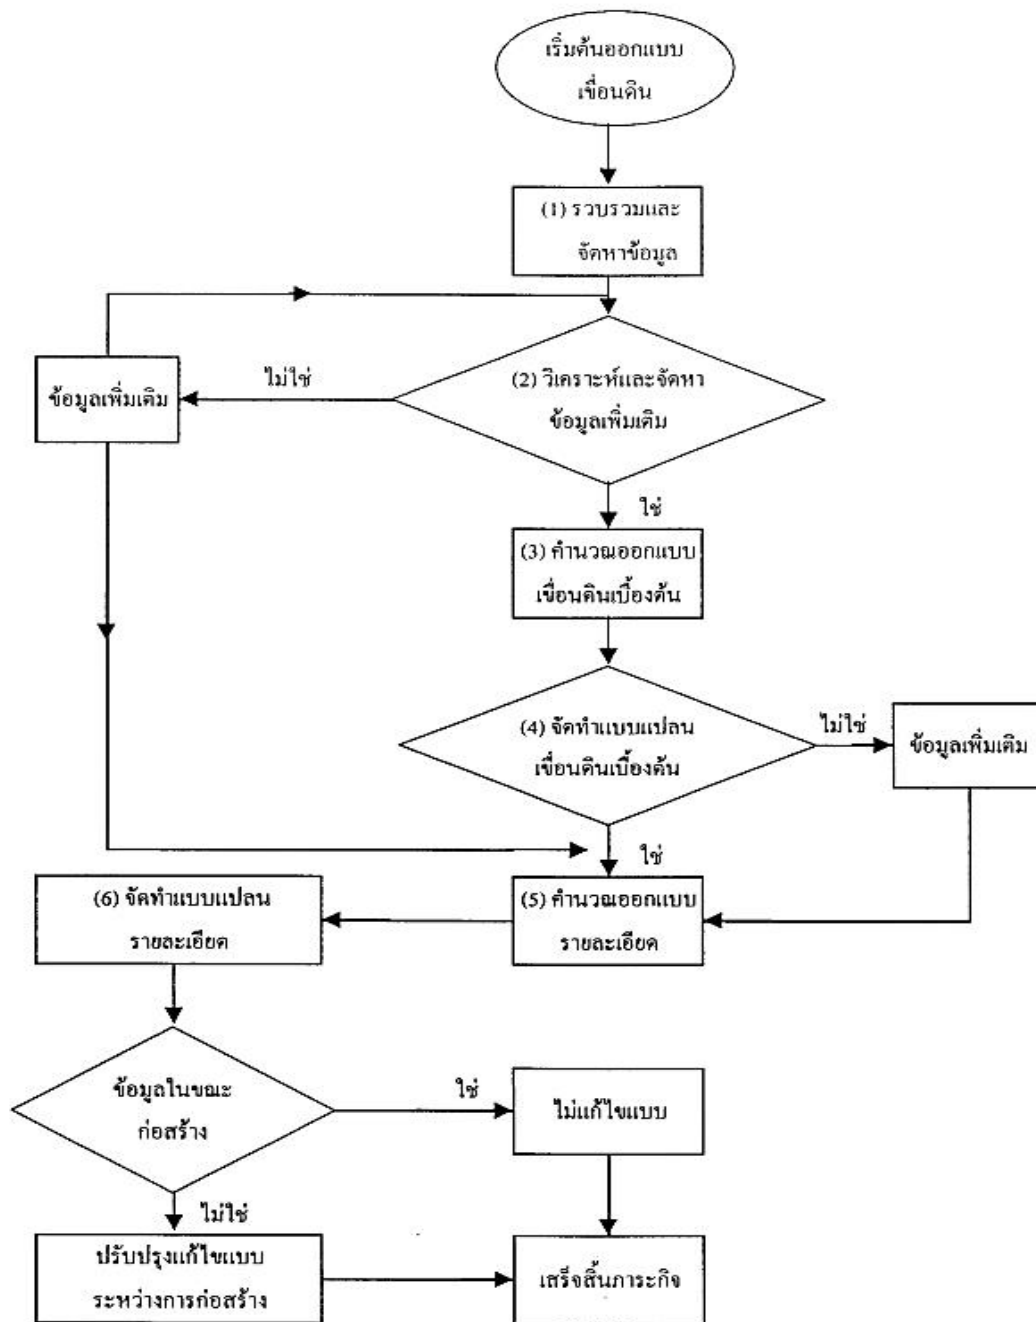 เริ่มต้นออกแบบ
เขื่อนดิน
(1) รวบรวมและ
จัดหาข้อมูล
ไม่ใช่
ข้อมูลเพิ่มเติม
(2) วิเคราะห์และจัดหา
ข้อมูลเพิ่มเติม
ใช่
(3) คำนวณออกแบบ
เขื่อนดินเบื้องต้น
(4) จัดทำแบบแปลน
เขื่อนดินเบื้องต้น
ไม่ใช่
ข้อมูลเพิ่มเติม
ใช่
(5) คำนวณออกแบบ
รายละเอียด
(6) จัดทำแบบแปลน
รายละเอียด
ข้อมูลในขณะ
ก่อสร้าง
ใช่
ไม่แก้ไขแบบ
ไม่ใช่
ปรับปรุงแก้ไขแบบ
ระหว่างการก่อสร้าง
เสร็จสิ้นภาระกิจ